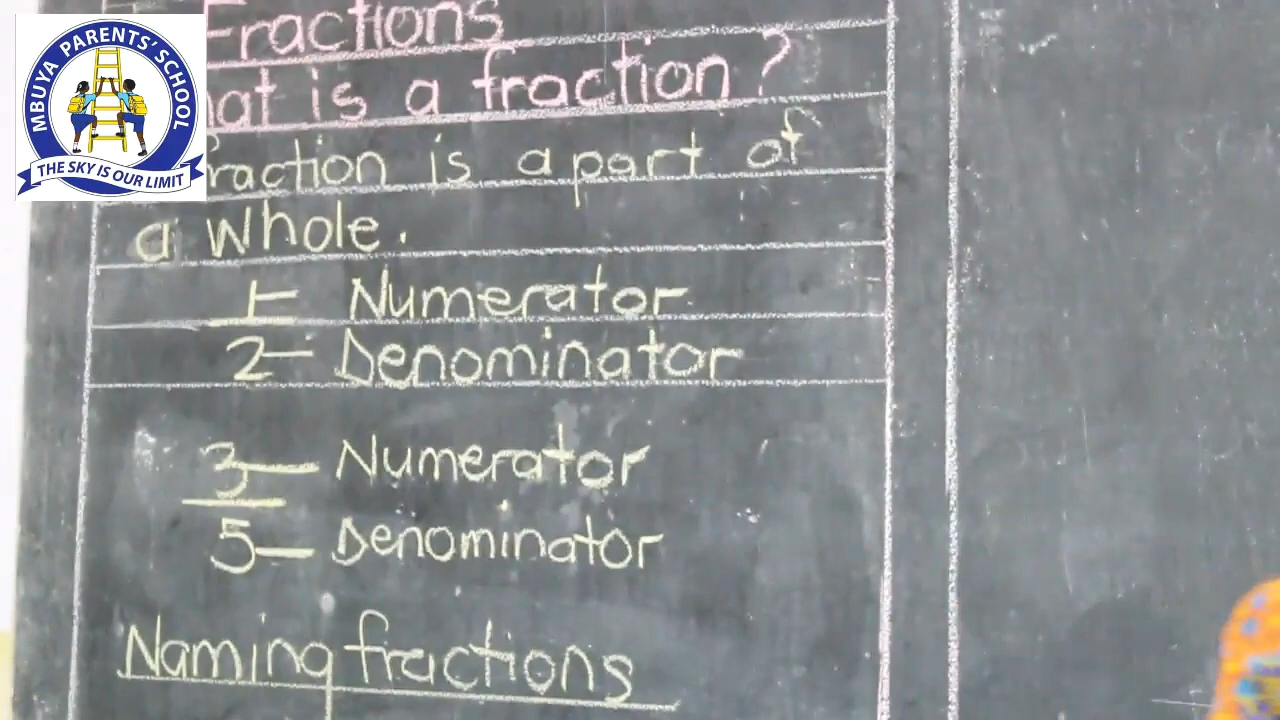 MBUYA PARENTS' SCHOOL
THE SKY IS OUR LIMIT
Fractions
is a fraction?
is a part of
a whole.
1 Numerator
2 Denominator
3 Numerator
5 Denominator
Naming fractions